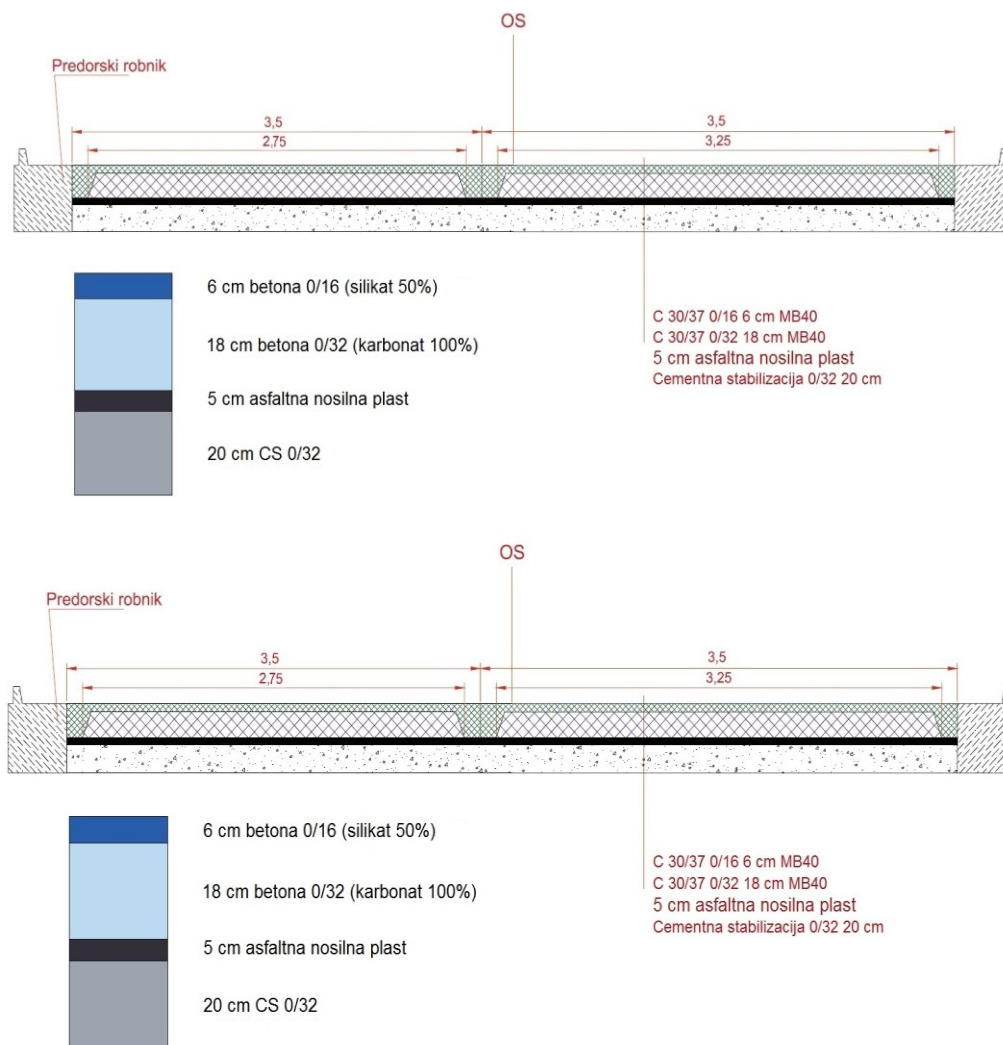 OS
Predorski robnik
3,5
3,5
2,75
3,25
6 cm betona 0/16 (silikat 50%)
18 cm betona 0/32 (karbonat 100%)
5 cm asfaltna nosilna plast
20 cm CS 0/32
C 30/37 0/16 6 cm MB40
C 30/37 0/32 18 cm MB40
5 cm asfaltna nosilna plast
Cementna stabilizacija 0/32 20 cm
OS
Predorski robnik
3,5
3,5
2,75
3,25
6 cm betona 0/16 (silikat 50%)
18 cm betona 0/32 (karbonat 100%)
5 cm asfaltna nosilna plast
20 cm CS 0/32
C 30/37 0/16 6 cm MB40
C 30/37 0/32 18 cm MB40
5 cm asfaltna nosilna plast
Cementna stabilizacija 0/32 20 cm